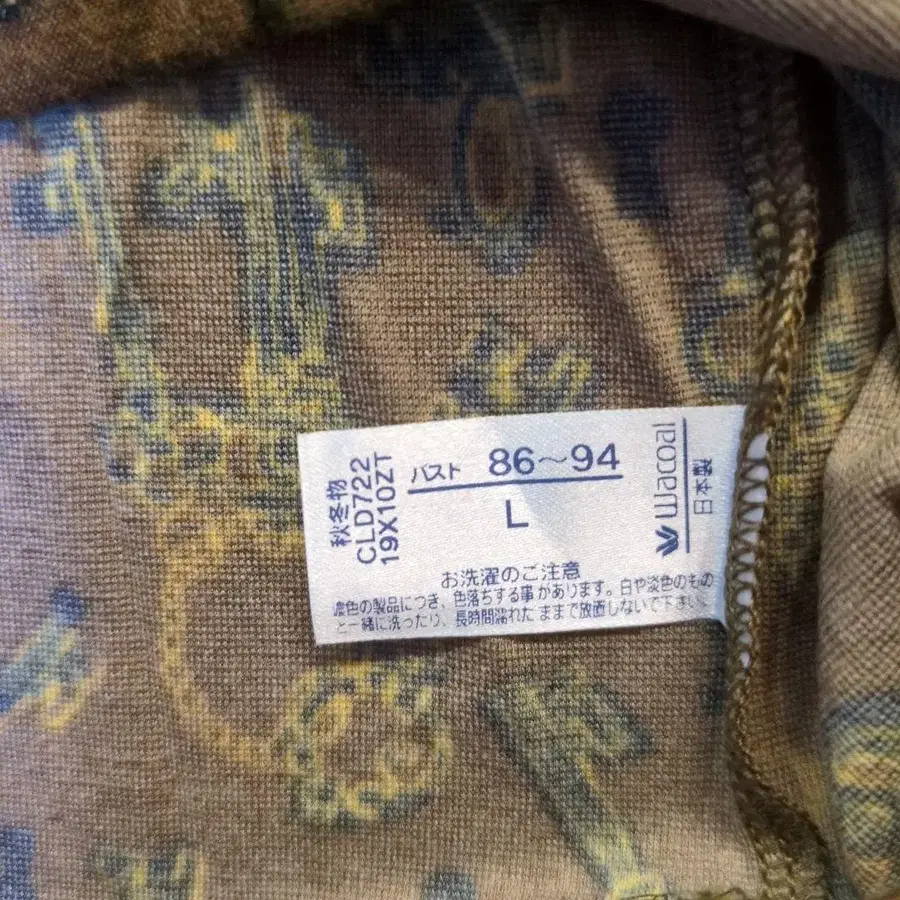 秋冬物
CLD722
19X10ZT
バスト 86〜94
L
Wacoal
日本製
お洗濯のご注意
濃色の製品につき、色落ちする事があります。白や淡色のもの
と一緒に洗ったり、長時間濡れたままで放置しないで下さい。